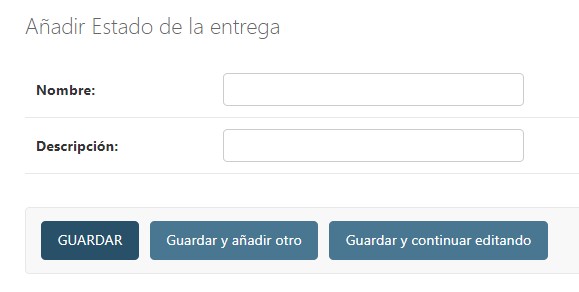 Añadir Estado de la entrega
Nombre:
Descripción:
GUARDAR Guardar y añadir otro Guardar y continuar editando